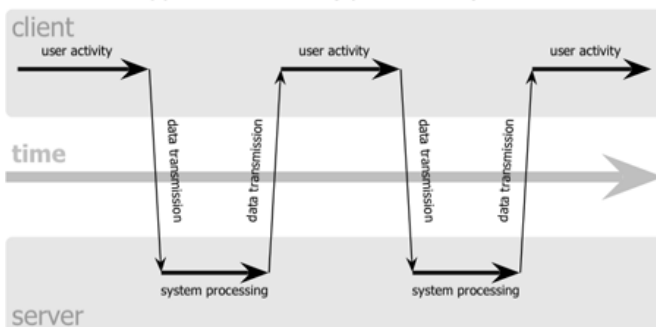 client
user activity
user activity
user activity
data transmission
data transmission
data transmission
data transmission
time
system processing
system processing
server